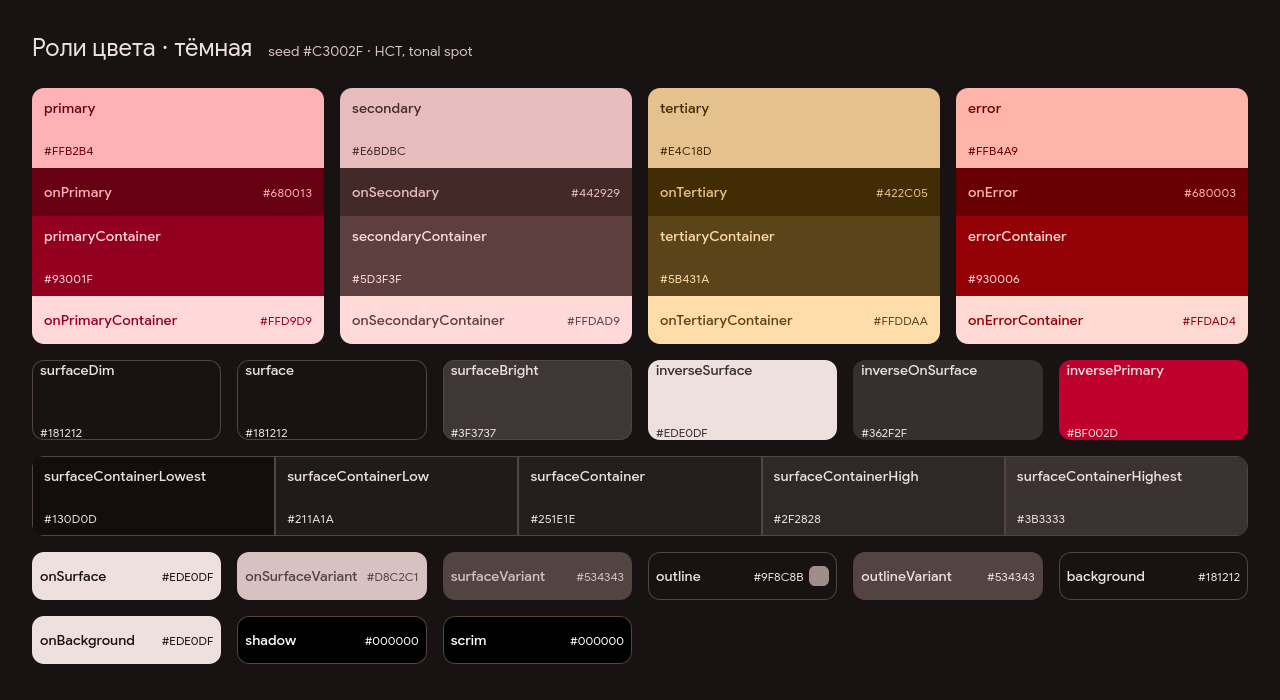 Роли цвета · тёмная seed #C3002F · HCT, tonal spot
primary secondary tertiary error
#FFB2B4 #E6BDBC #E4C18D #FFB4A9
onPrimary #680013 onSecondary #442929 onTertiary #422C05 onError #680003
primaryContainer secondaryContainer tertiaryContainer errorContainer
#93001F #5D3F3F #5B431A #930006
onPrimaryContainer #FFD9D9 onSecondaryContainer #FFDAD9 onTertiaryContainer #FFDDAA onErrorContainer #FFDAD4
surfaceDim surface surfaceBright inverseSurface inverseOnSurface inversePrimary
#181212 #181212 #3F3737 #EDE0DF #362F2F #BF002D
surfaceContainerLowest surfaceContainerLow surfaceContainer surfaceContainerHigh surfaceContainerHighest
#130D0D #211A1A #251E1E #2F2828 #3B3333
onSurface #EDE0DF onSurfaceVariant #D8C2C1 surfaceVariant #534343 outline #9F8C8B outlineVariant #534343 background #181212
onBackground #EDE0DF shadow #000000 scrim #000000